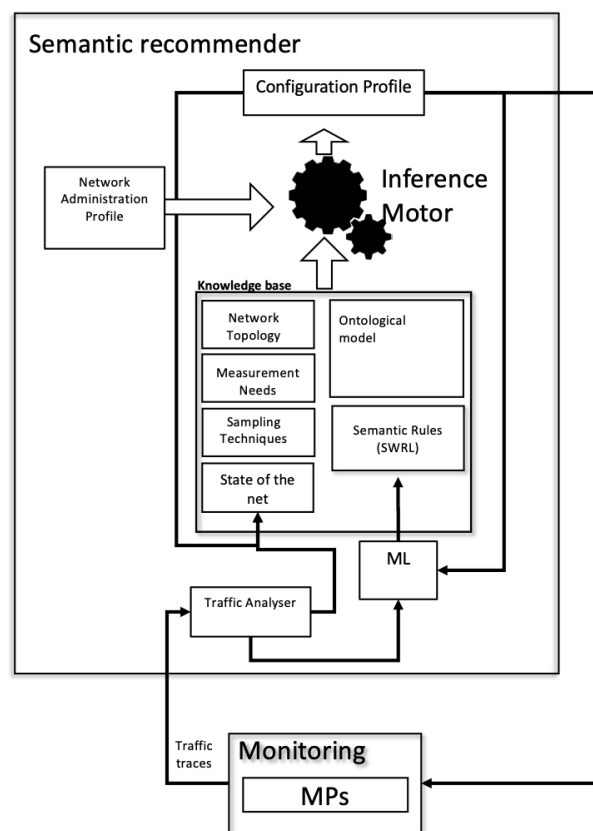 Semantic recommender
Configuration Profile
Network
Administration
Profile
Inference
Motor
Knowledge base
Network
Topology
Ontological
model
Measurement
Needs
Sampling
Techniques
Semantic Rules
(SWRL)
State of the
net
ML
Traffic Analyser
Traffic
traces
Monitoring
MPs